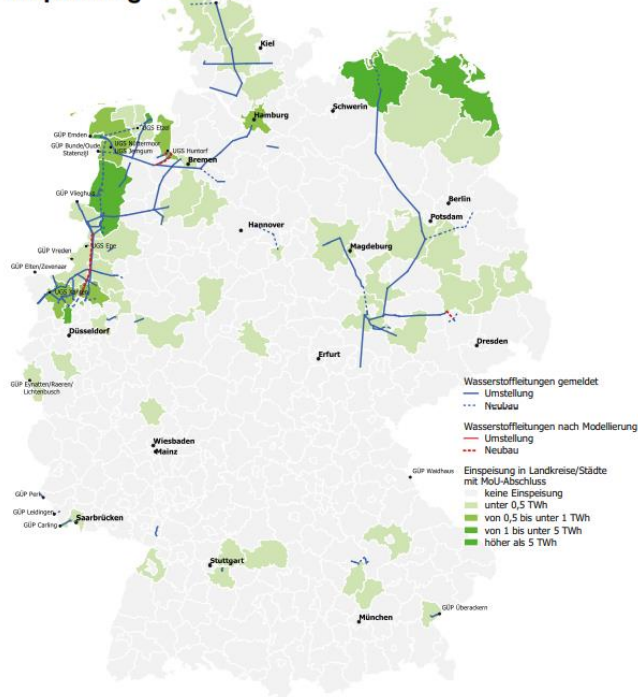 Kiel
Schwerin
Hamburg
UGS Etzel
GÜP Emden
UGS Nüttermoor
GÜP Bunde/Oude
Statenzijl
UGS Jemgum
UGS Huntorf
Bremen
GÜP Vlieghuis
Berlin
Potsdam
Hannover
Magdeburg
GÜP Vreden
UGS Epe
GÜP Elten/Zevenaar
Düsseldorf
Dresden
Erfurt
GÜP Eynatten/Raeren/
Lichtenbusch
Wasserstoffleitungen gemeldet
Umstellung
Neubau
Wasserstoffleitungen nach Modellierung
Umstellung
Neubau
Wiesbaden
Mainz
Einspeisung in Landkreise/Städte
mit MoU-Abschluss
keine Einspeisung
unter 0,5 TWh
von 0,5 bis unter 1 TWh
von 1 bis unter 5 TWh
höher als 5 TWh
GÜP Waidhaus
GÜP Perl
GÜP Leidingen
GÜP Carling
Saarbrücken
Stuttgart
München
GÜP Überackern